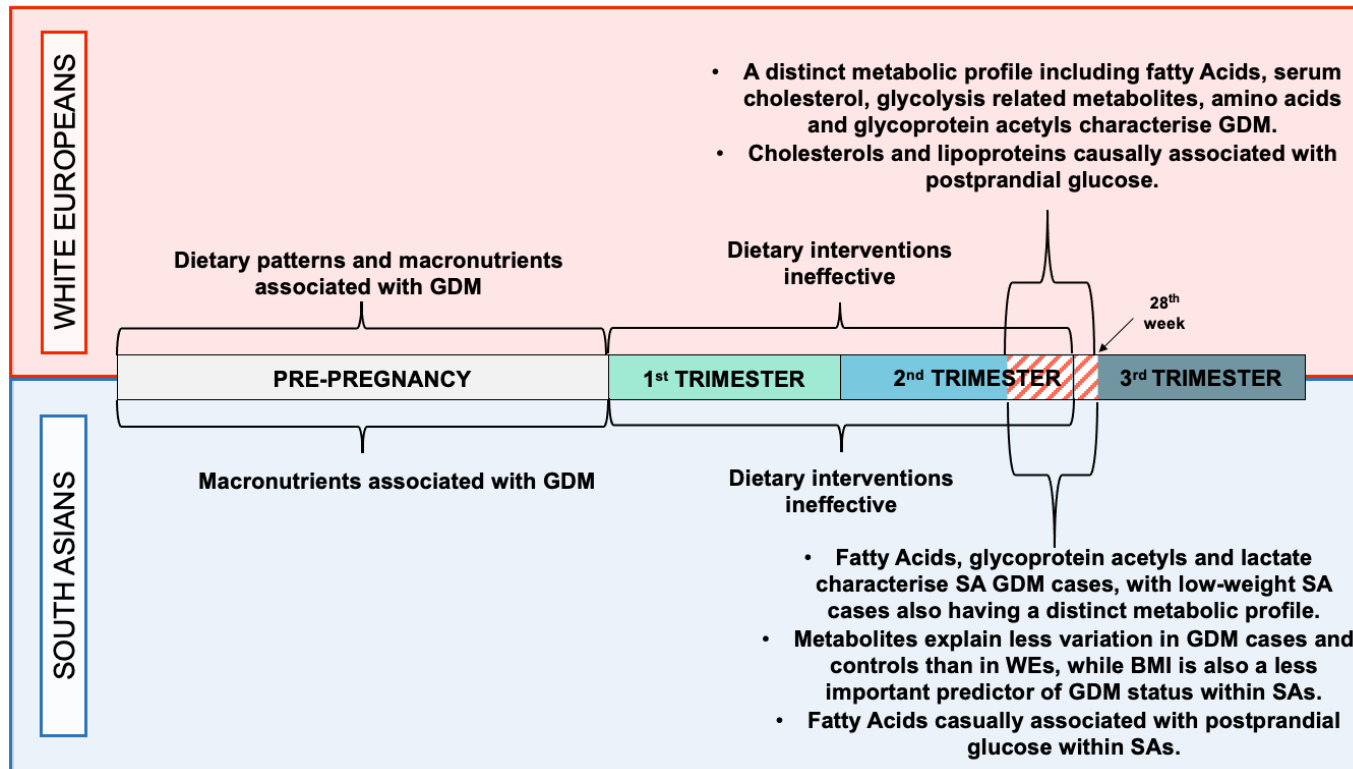 WHITE EUROPEANS
• A distinct metabolic profile including fatty Acids, serum
cholesterol, glycolysis related metabolites, amino acids
and glycoprotein acetyls characterise GDM.
• Cholesterols and lipoproteins causally associated with
postprandial glucose.
Dietary patterns and macronutrients
associated with GDM
Dietary interventions
ineffective
28th
week
PRE-PREGNANCY
1st TRIMESTER
2nd TRIMESTER
3rd TRIMESTER
SOUTH ASIANS
Macronutrients associated with GDM
Dietary interventions
ineffective
• Fatty Acids, glycoprotein acetyls and lactate
characterise SA GDM cases, with low-weight SA
cases also having a distinct metabolic profile.
• Metabolites explain less variation in GDM cases and
controls than in WEs, while BMI is also a less
important predictor of GDM status within SAs.
• Fatty Acids casually associated with postprandial
glucose within SAs.